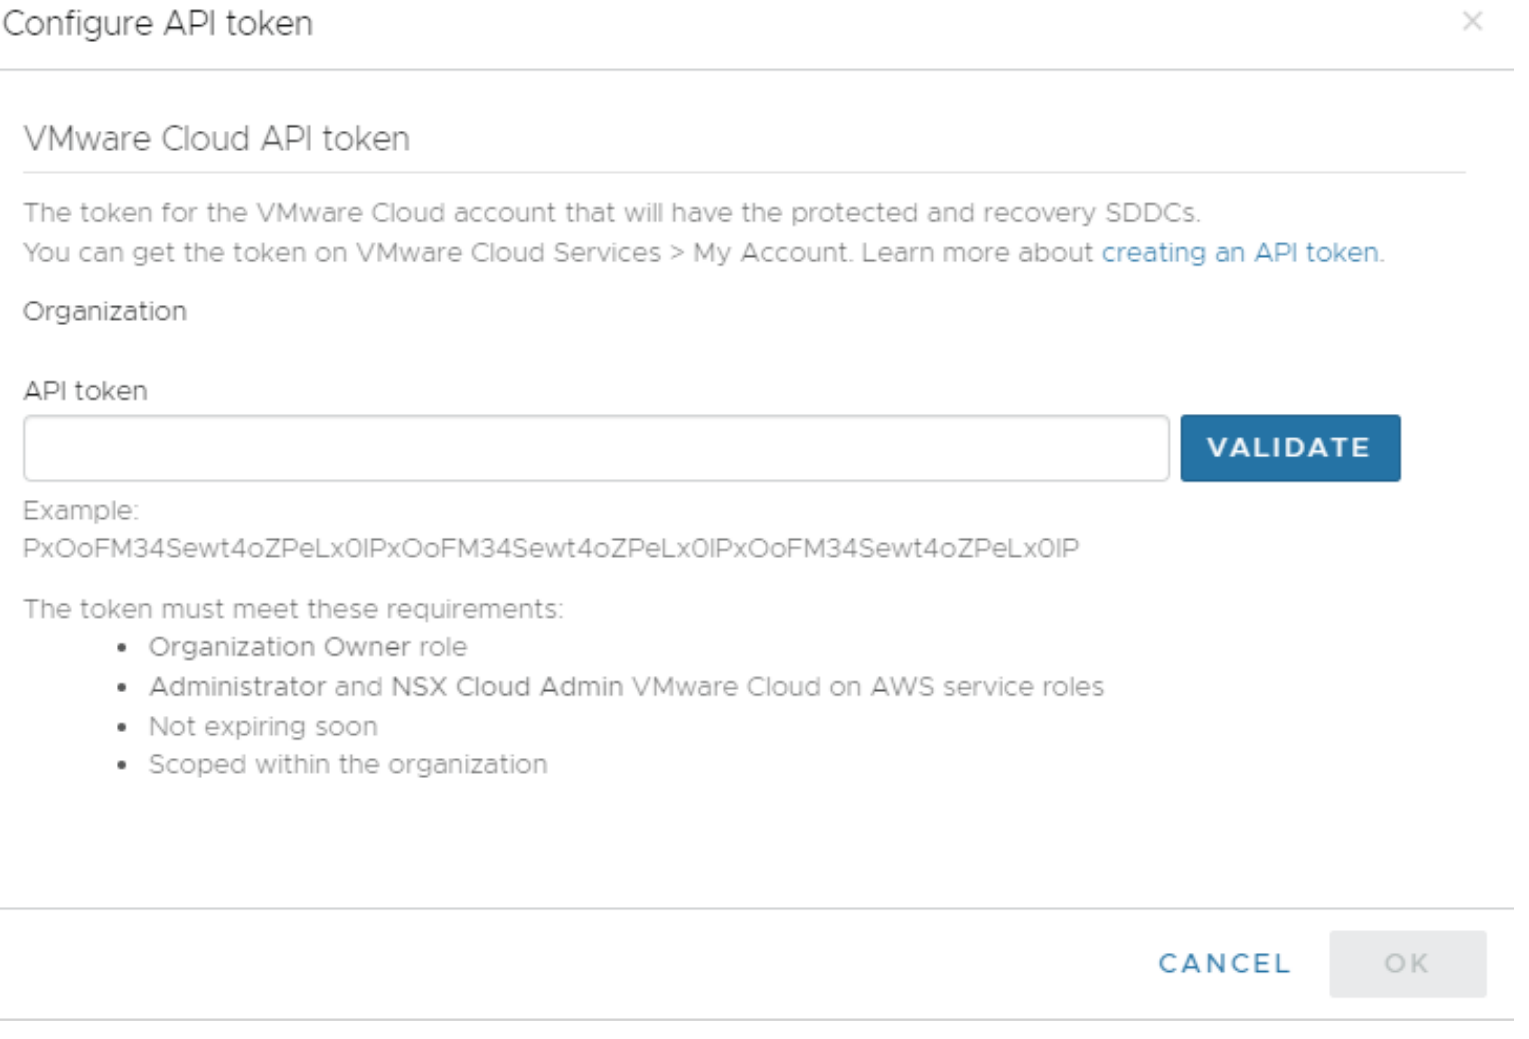 Configure API token
×
VMware Cloud API token
The token for the VMware Cloud account that will have the protected and recovery SDDCs.
You can get the token on VMware Cloud Services > My Account. Learn more about creating an API token.
Organization
API token
VALIDATE
Example:
PxOoFM34Sewt4oZPeLx0IPxOoFM34Sewt4oZPeLx0IPxOoFM34Sewt4oZPeLx0IP
The token must meet these requirements:
• Organization Owner role
• Administrator and NSX Cloud Admin VMware Cloud on AWS service roles
• Not expiring soon
• Scoped within the organization
CANCEL OK